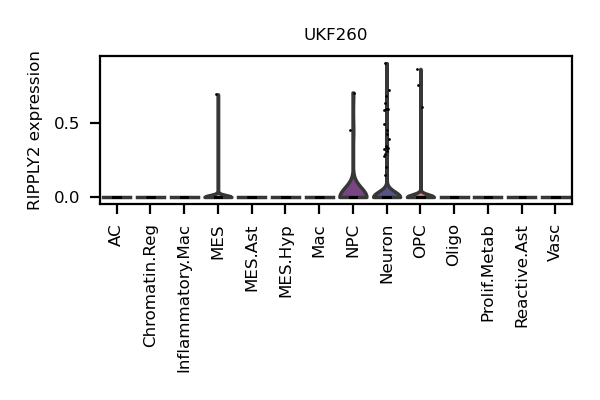 UKF260
RIPPLY2 expression
0.5
0.0
AC
Chromatin.Reg
Inflammatory.Mac
MES
MES.Ast
MES.Hyp
Mac
NPC
Neuron
OPC
Oligo
Prolif.Metab
Reactive.Ast
Vasc